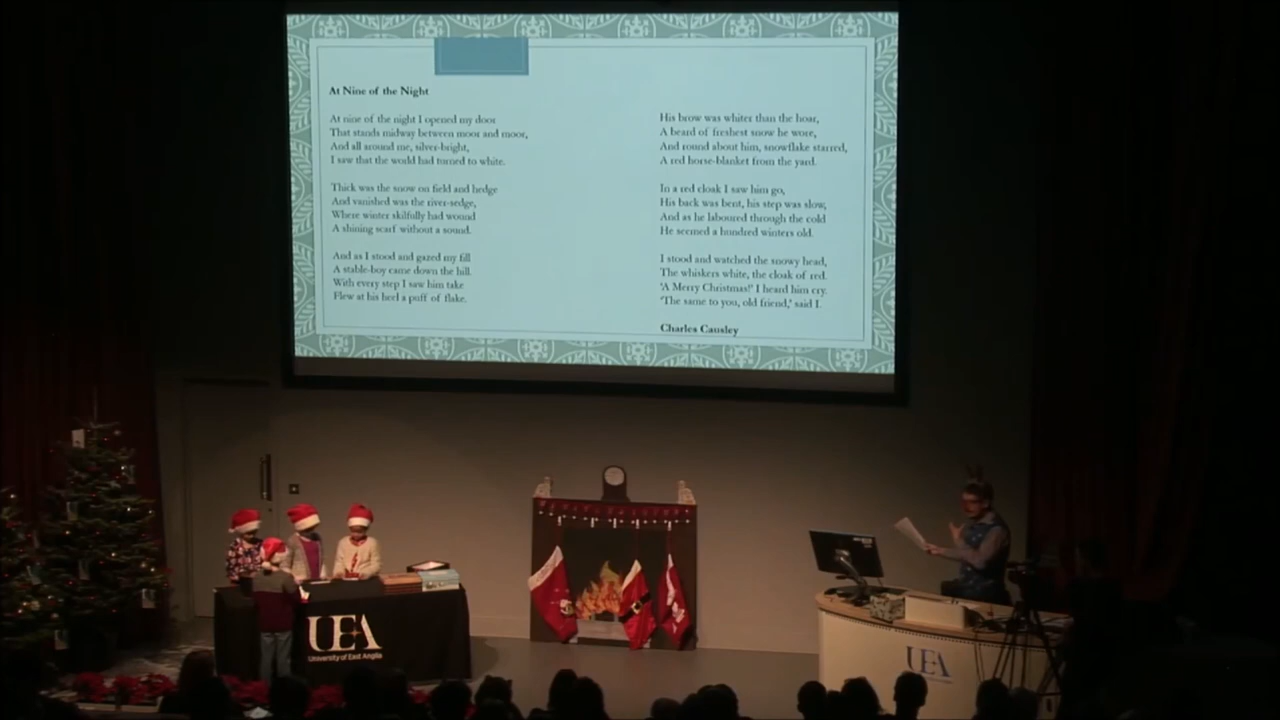 At Nine of the Night
At nine of the night I opened my door
That stands midway between moor and moor,
And all around me, silver-bright,
I saw that the world had turned to white.
Thick was the snow on field and hedge
And vanished was the river-sedge,
Where winter skilfully had wound
A shining scarf without a sound.
And as I stood and gazed my fill
A stable-boy came down the hill.
With every step I saw him take
Flew at his heel a puff of flake.
His brow was whiter than the hoar,
A beard of freshest snow he wore,
And round about him, snowflake starred,
A red horse-blanket from the yard.
In a red cloak I saw him go,
His back was bent, his step was slow,
And as he laboured through the cold
He seemed a hundred winters old.
I stood and watched the snowy head,
The whiskers white, the cloak of red.
'A Merry Christmas!' I heard him cry.
'The same to you, old friend,' said I.
Charles Causley
UEA
University of East Anglia
UEA